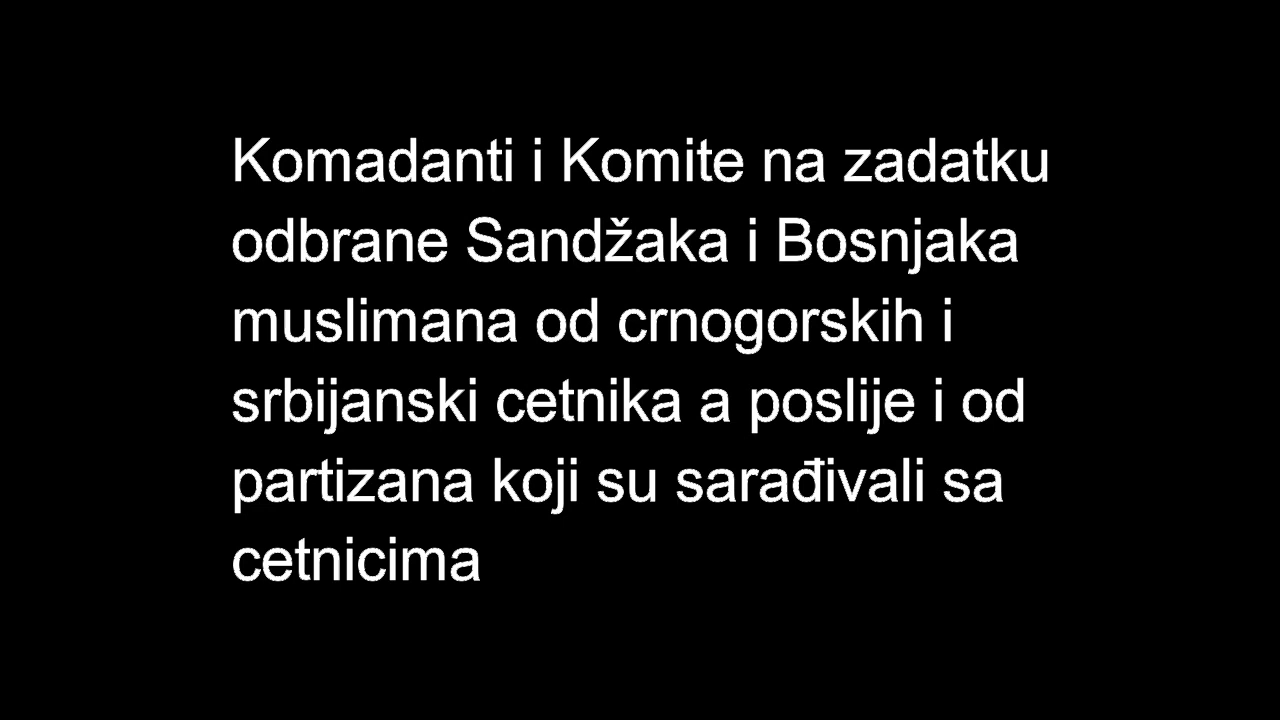 Komadanti i Komite na zadatku
odbrane Sandžaka i Bosnjaka
muslimana od crnogorskih i
srbijanski cetnika a poslije i od
partizana koji su sarađivali sa
cetnicima